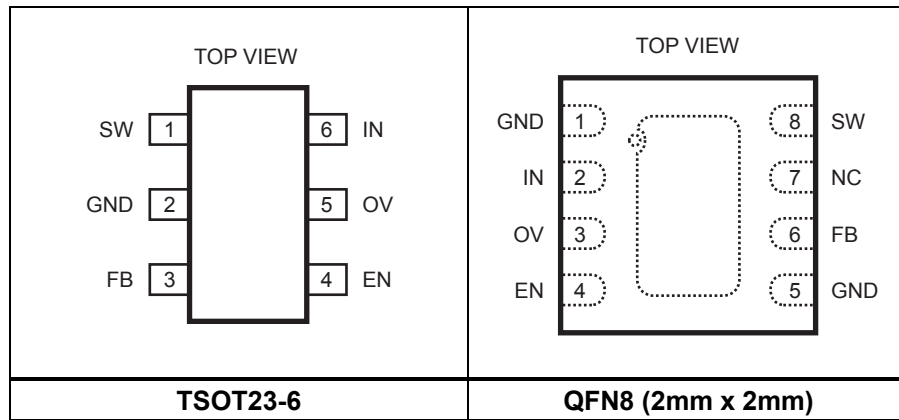 TOP VIEW
SW 1 6 IN
GND 2 5 OV
FB 3 4 EN
TSOT23-6
TOP VIEW
GND 1 8 SW
IN 2 7 NC
OV 3 6 FB
EN 4 5 GND
QFN8 (2mm x 2mm)